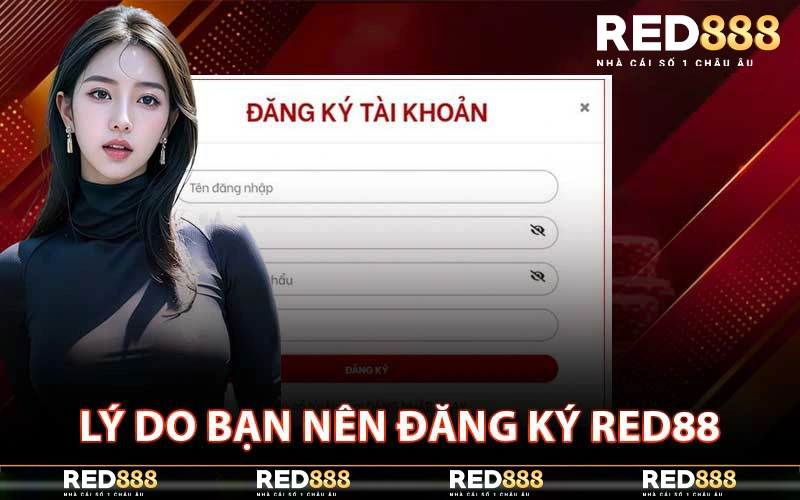 RED888
NHÀ CÁI SỐ 1 CHÂU ÂU
ĐĂNG KÝ TÀI KHOẢN
×
Tên đăng nhập
hẩu
ĐĂNG KÝ
LÝ DO BẠN NÊN ĐĂNG KÝ RED88
RED888 RED888 RED888 RED888
NHÀ CÁI SỐ 1 CHÂU ÂU NHÀ CÁI SỐ 1 CHÂU ÂU NHÀ CÁI SỐ 1 CHÂU ÂU NHÀ CÁI SỐ 1 CHÂU ÂU